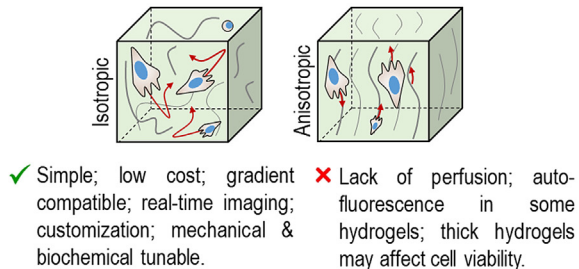 Isotropic
Anisotropic
Simple; low cost; gradient
compatible; real-time imaging;
customization; mechanical &
biochemical tunable.
Lack of perfusion; auto-
fluorescence in some
hydrogels; thick hydrogels
may affect cell viability.